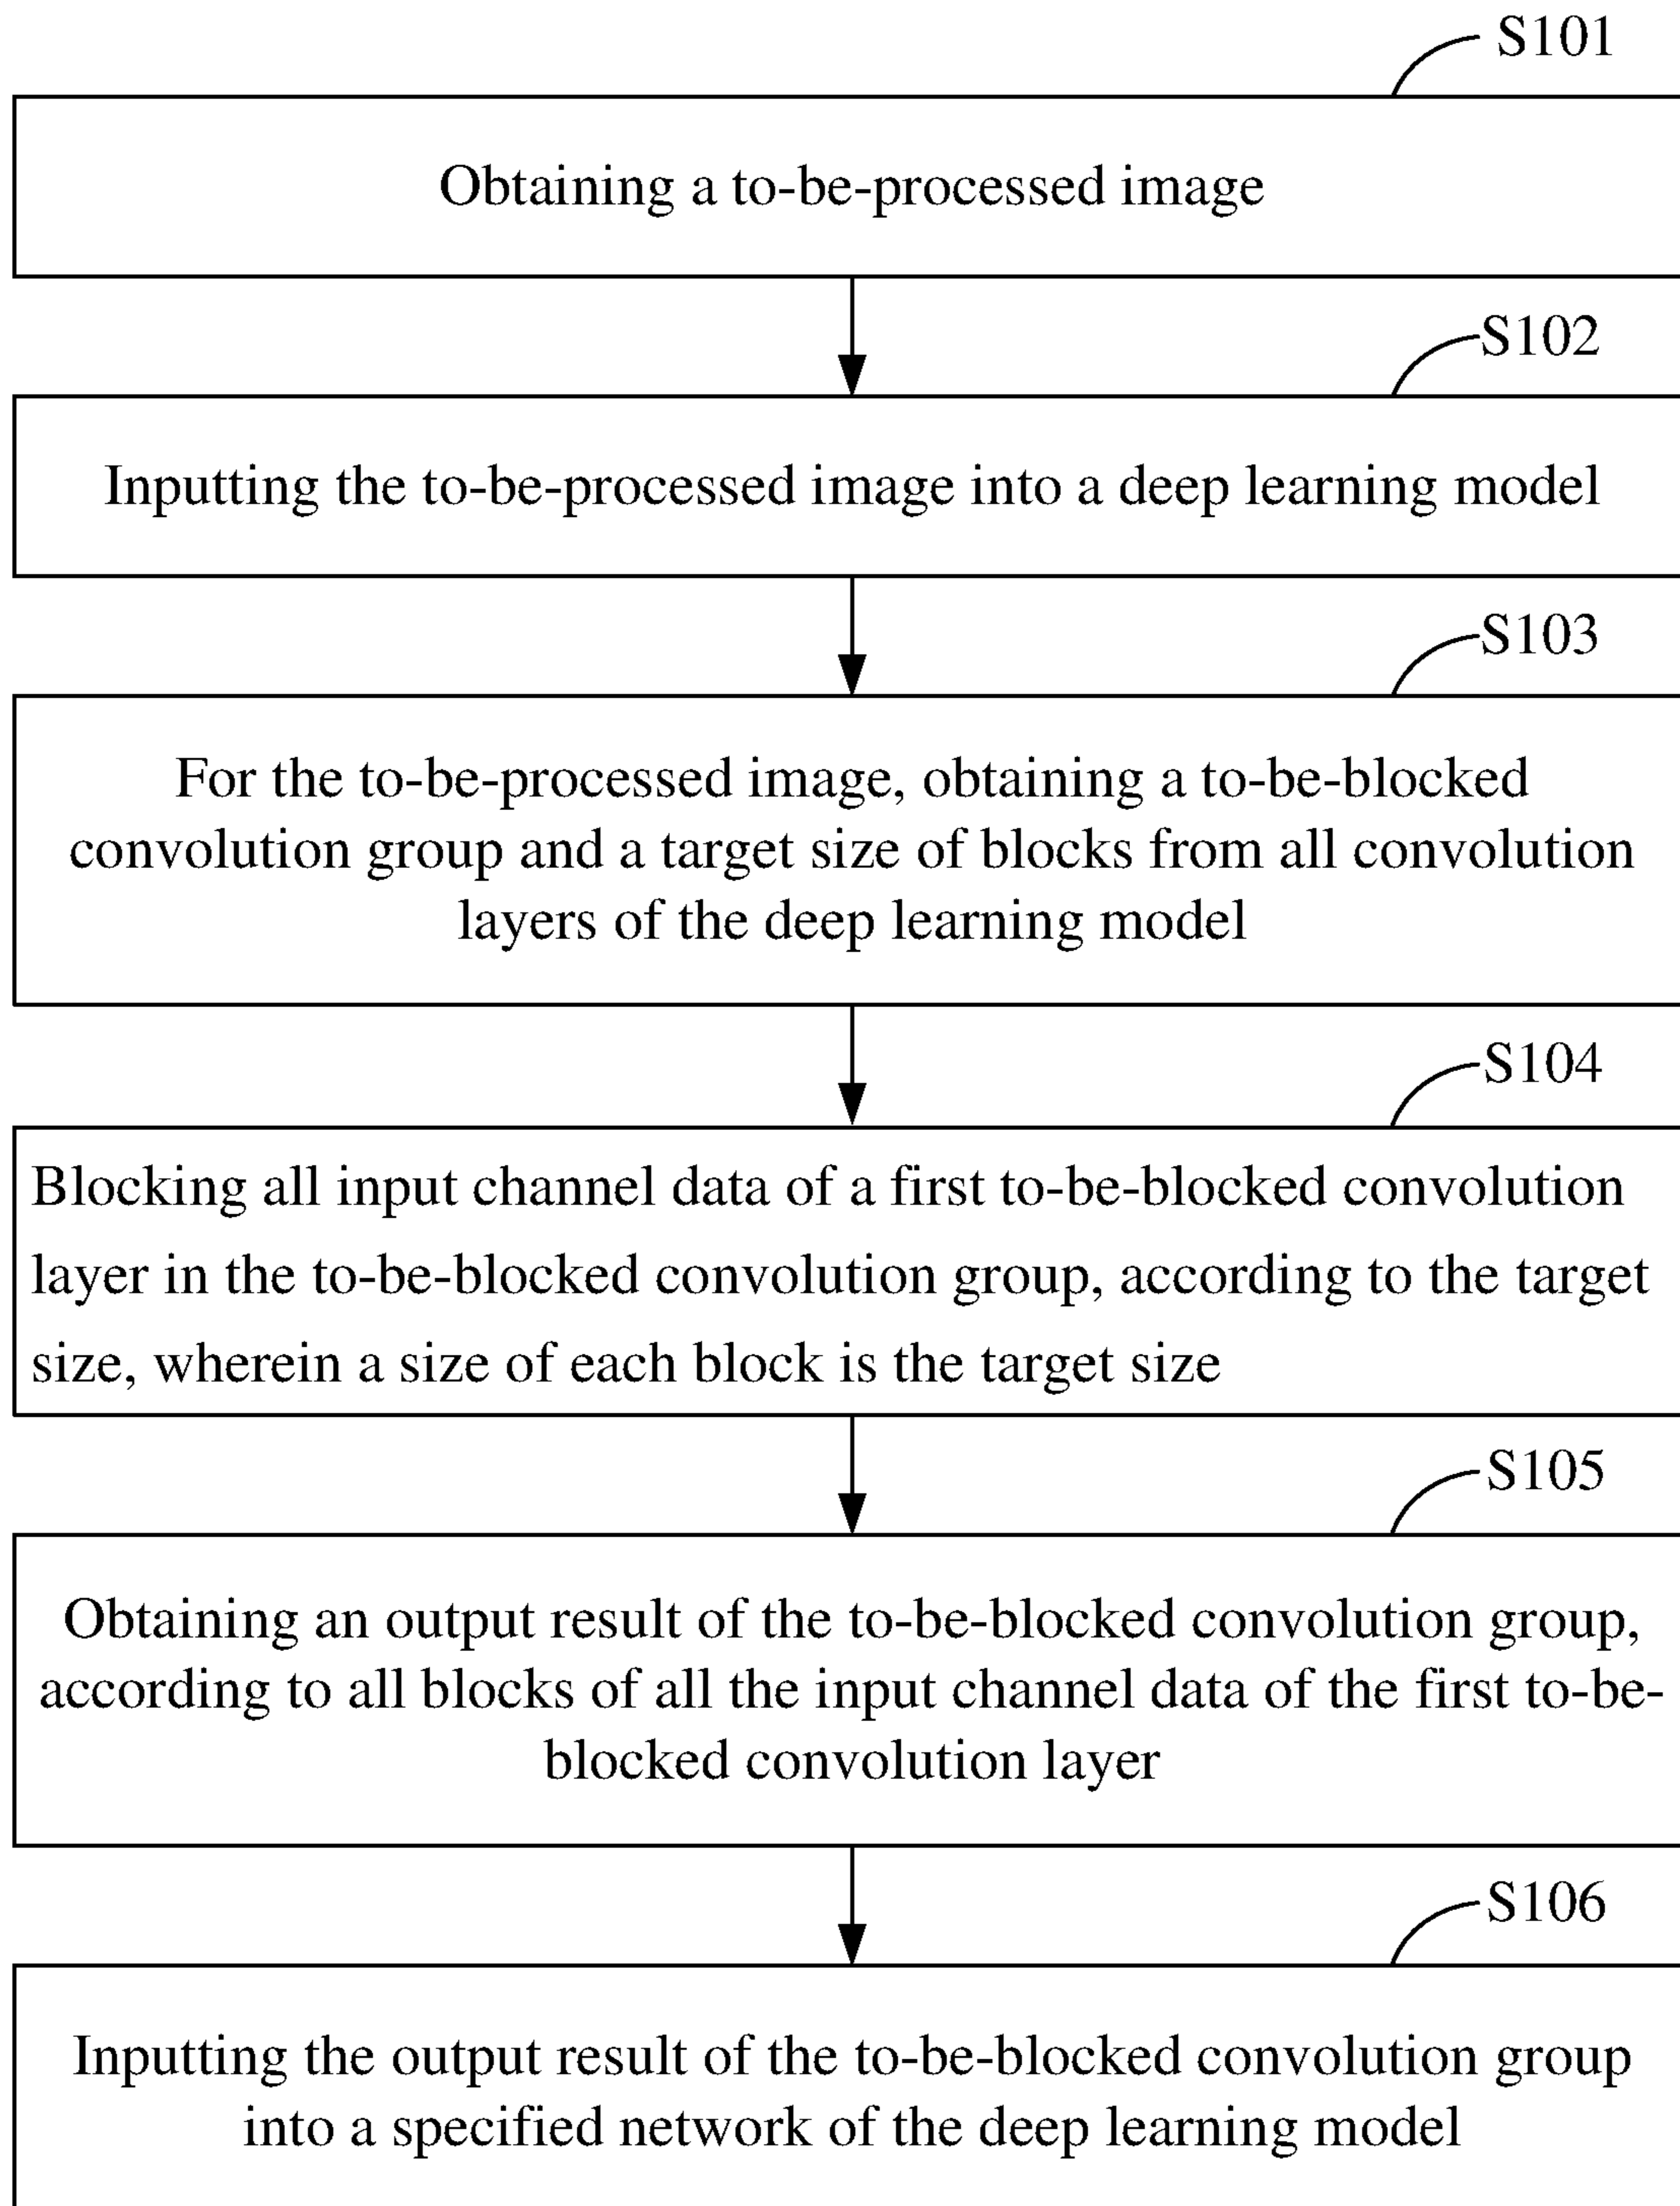 S101
Obtaining a to-be-processed image
S102
Inputting the to-be-processed image into a deep learning model
S103
For the to-be-processed image, obtaining a to-be-blocked
convolution group and a target size of blocks from all convolution
layers of the deep learning model
S104
Blocking all input channel data of a first to-be-blocked convolution
layer in the to-be-blocked convolution group, according to the target
size, wherein a size of each block is the target size
S105
Obtaining an output result of the to-be-blocked convolution group,
according to all blocks of all the input channel data of the first to-be-
blocked convolution layer
S106
Inputting the output result of the to-be-blocked convolution group
into a specified network of the deep learning model